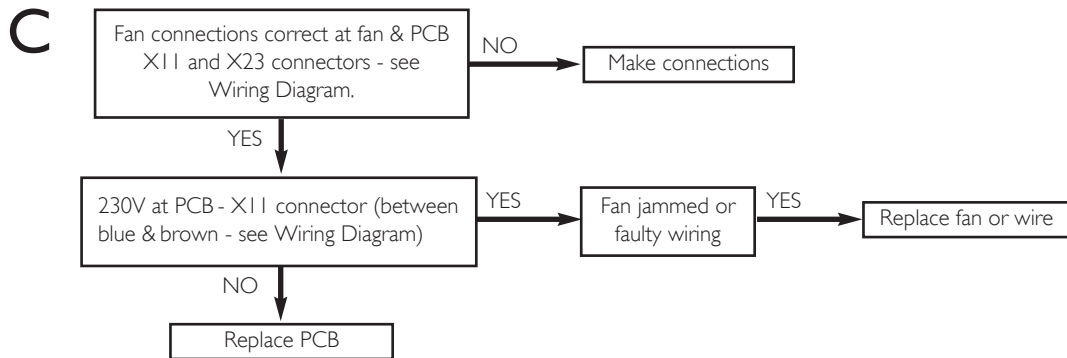 C
Fan connections correct at fan & PCB
X11 and X23 connectors - see
Wiring Diagram.
NO
Make connections
YES
230V at PCB - X11 connector (between
blue & brown - see Wiring Diagram)
YES
Fan jammed or
faulty wiring
YES
Replace fan or wire
NO
Replace PCB